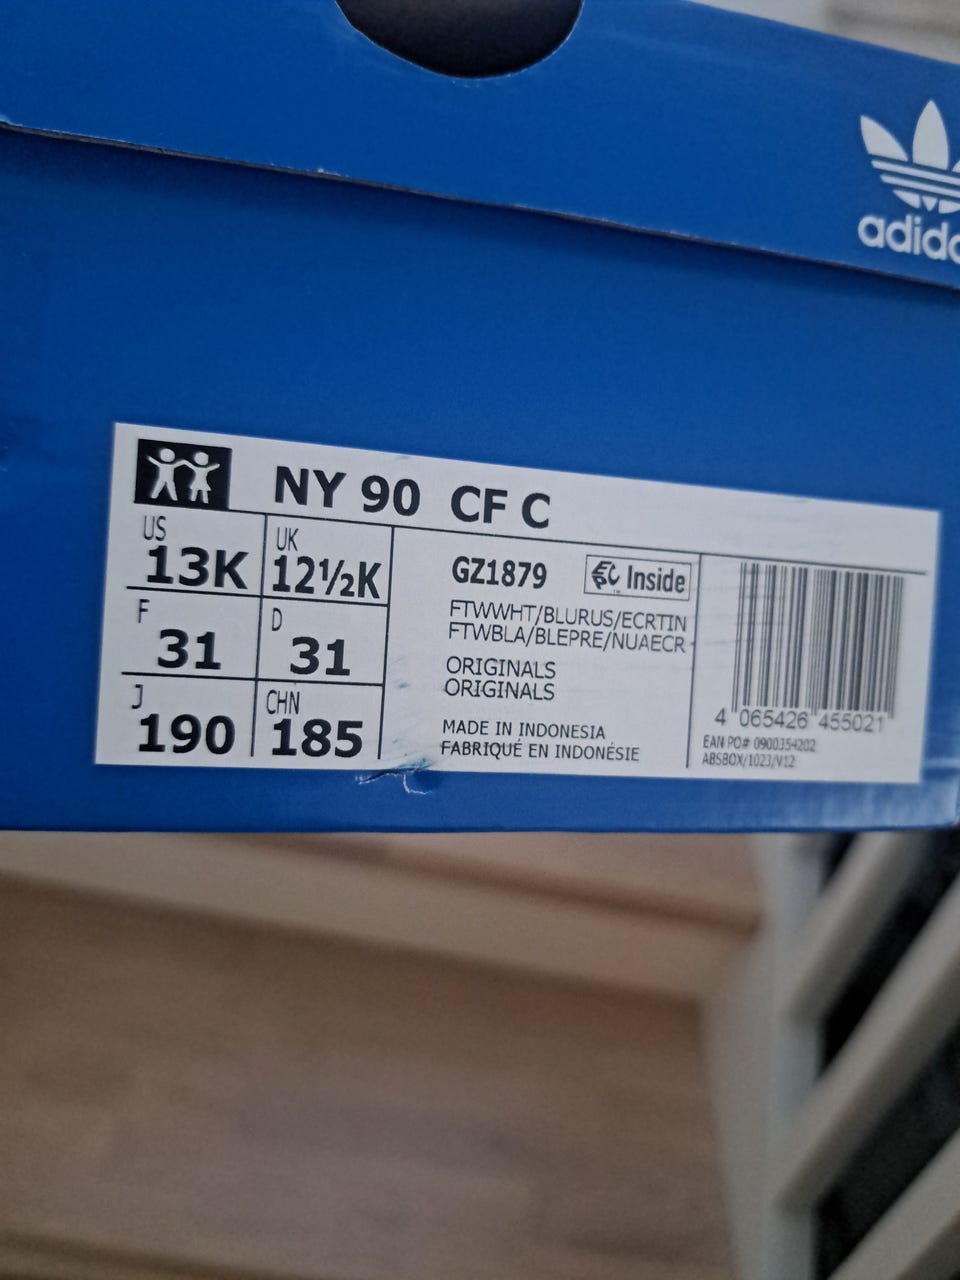 adida
NY 90 CF C
US 13K
UK 12½K
F 31
D 31
J 190
CHN 185
GZ1879
Inside
FTWWHT/BLURUS/ECRTIN
FTWBLA/BLEPRE/NUAECR
ORIGINALS
ORIGINALS
MADE IN INDONESIA
FABRIQUÉ EN INDONÉSIE
4 065426 455021
EAN PO# 0900354202
ABSBOX/1023/V12